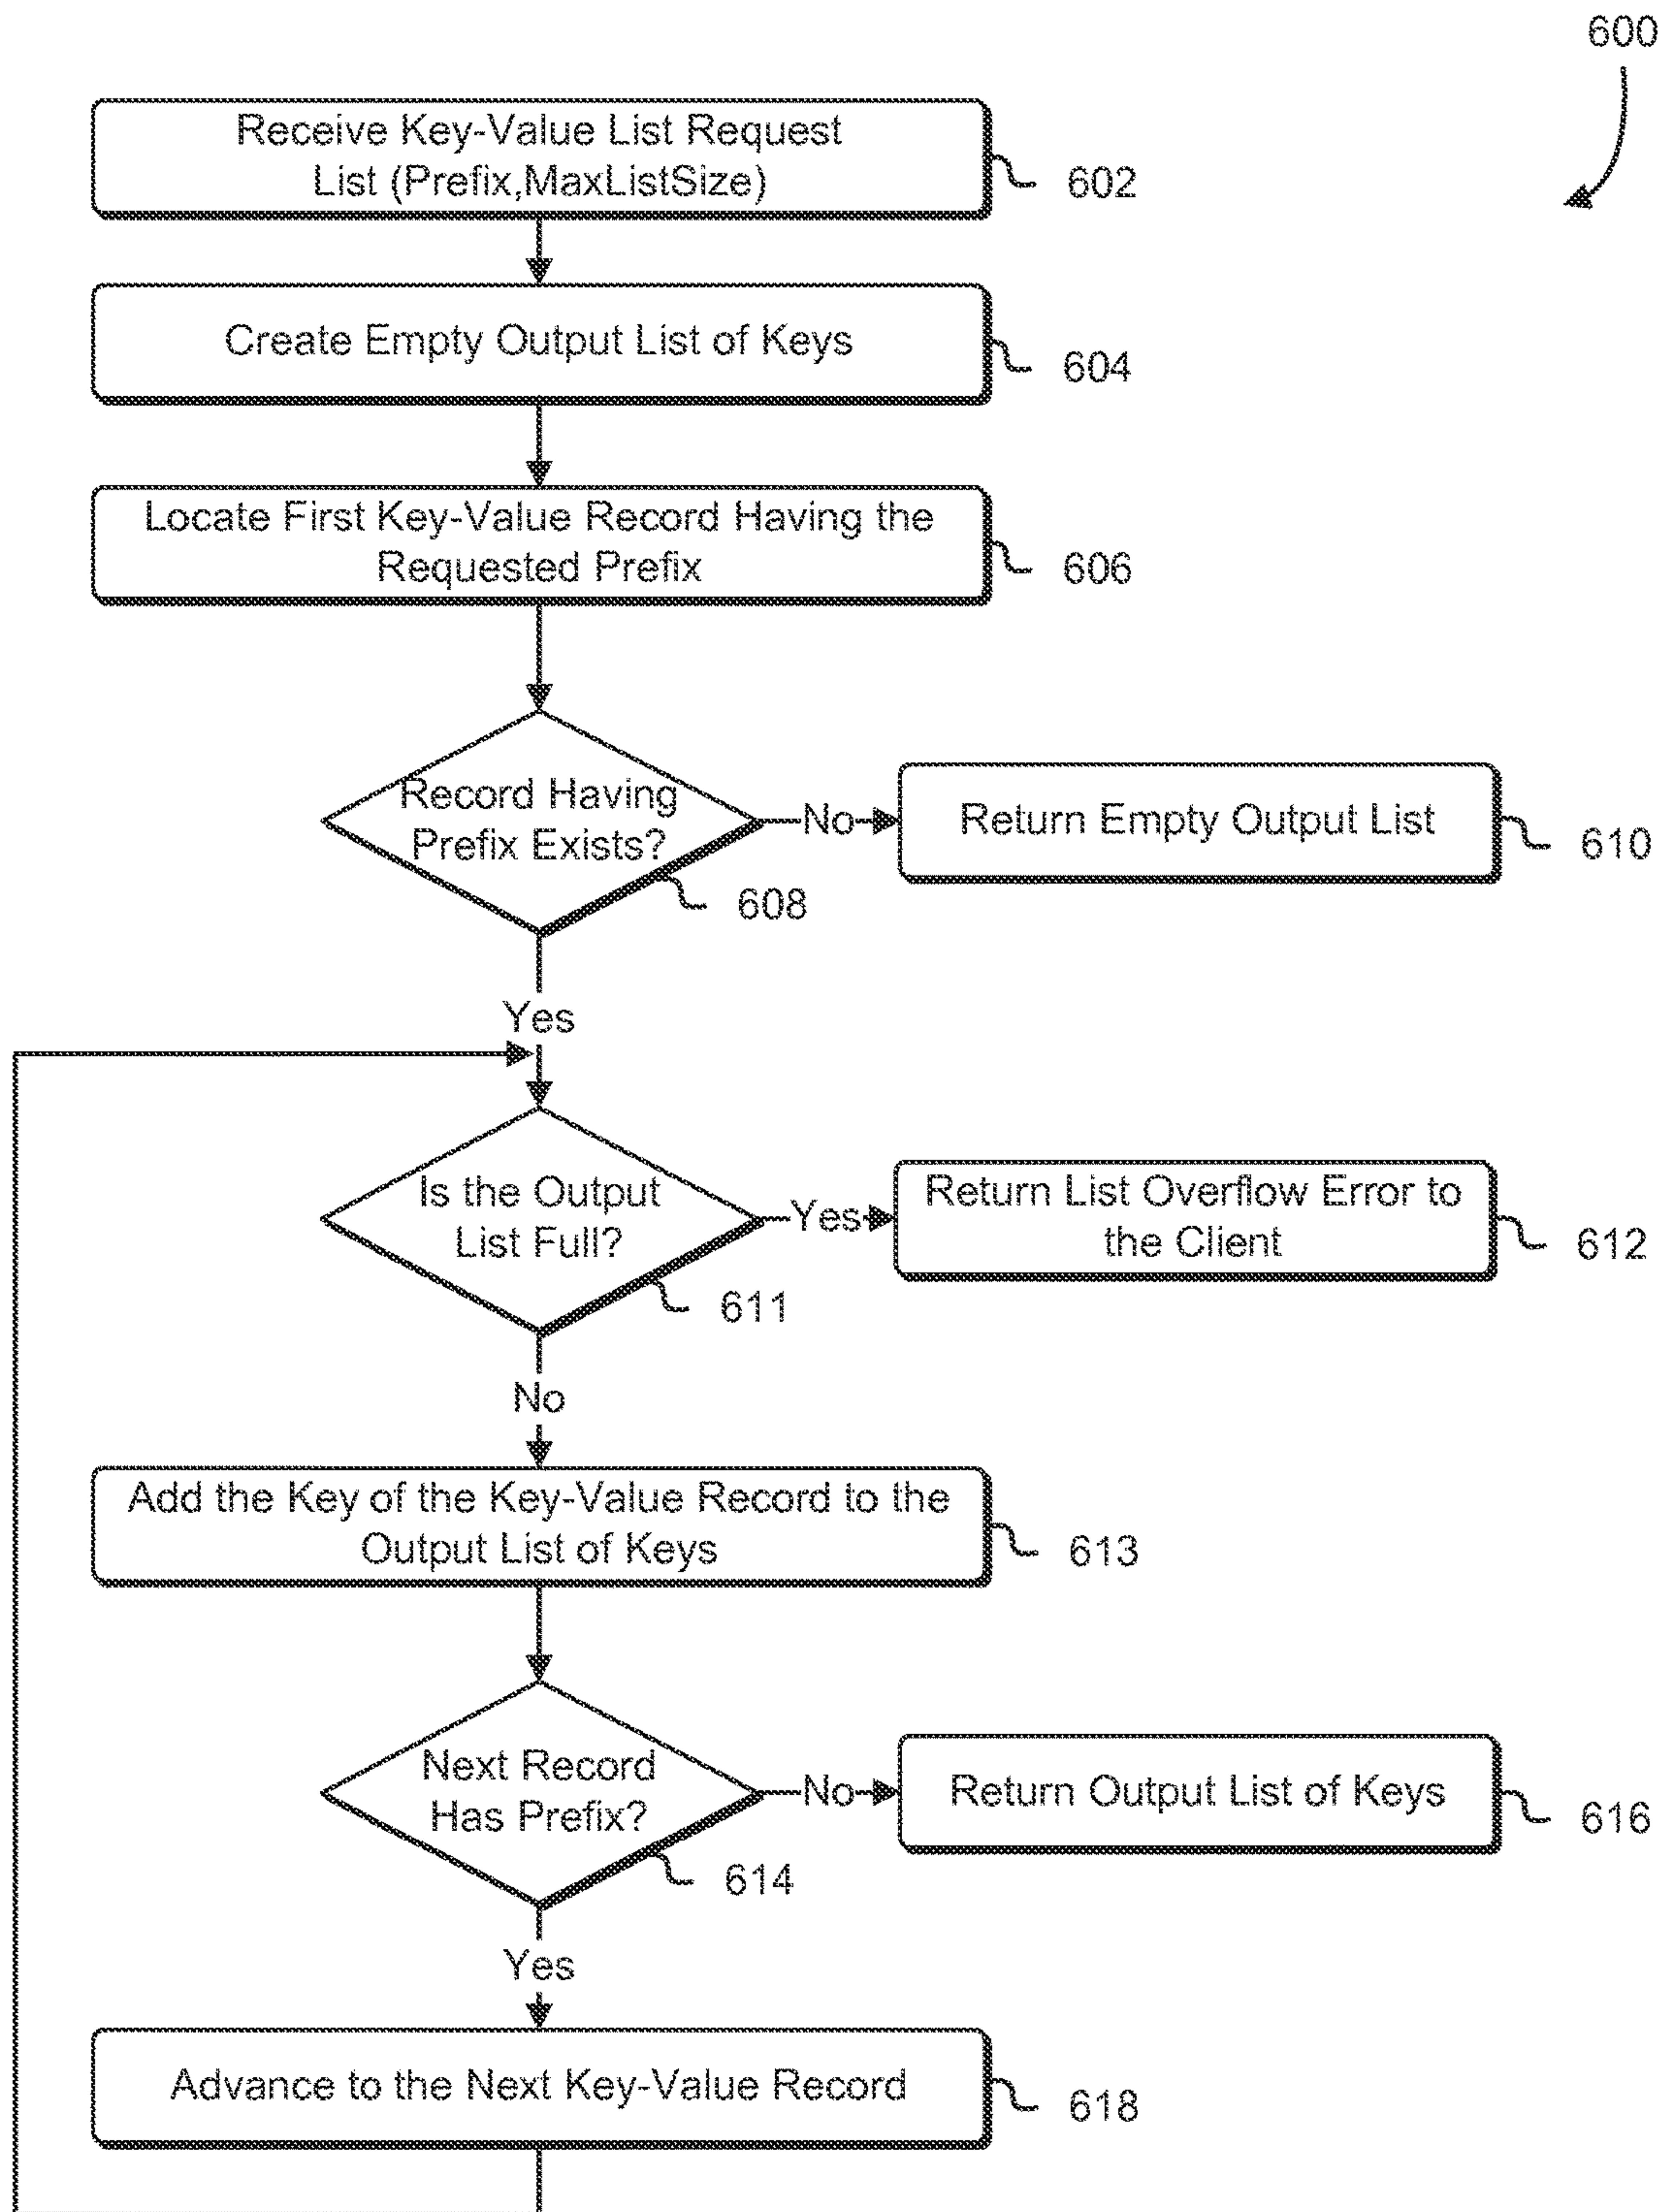 600
Receive Key-Value List Request
List (Prefix,MaxListSize)
602
Create Empty Output List of Keys
604
Locate First Key-Value Record Having the
Requested Prefix
606
Record Having
Prefix Exists?
608
No
Return Empty Output List
610
Yes
Is the Output
List Full?
611
Yes
Return List Overflow Error to
the Client
612
No
Add the Key of the Key-Value Record to the
Output List of Keys
613
Next Record
Has Prefix?
614
No
Return Output List of Keys
616
Yes
Advance to the Next Key-Value Record
618